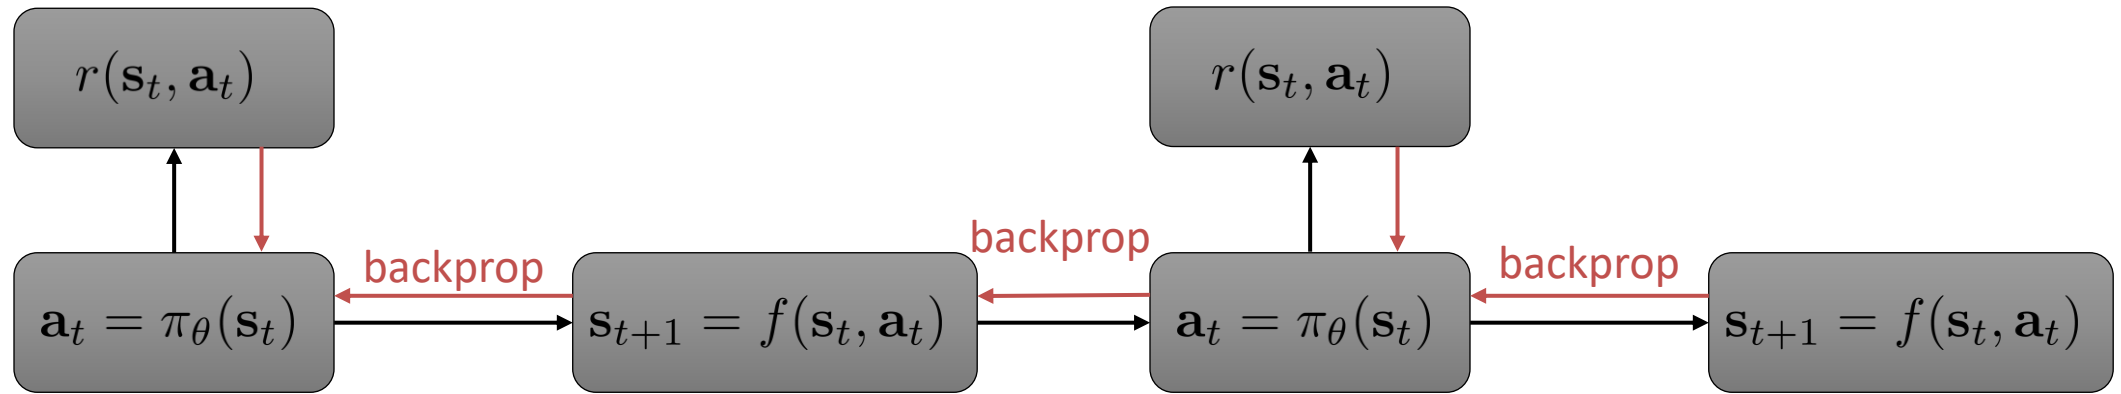 r(s_t, a_t)
r(s_t, a_t)
backprop
backprop
backprop
a_t = π_θ(s_t)
s_{t+1} = f(s_t, a_t)
a_t = π_θ(s_t)
s_{t+1} = f(s_t, a_t)